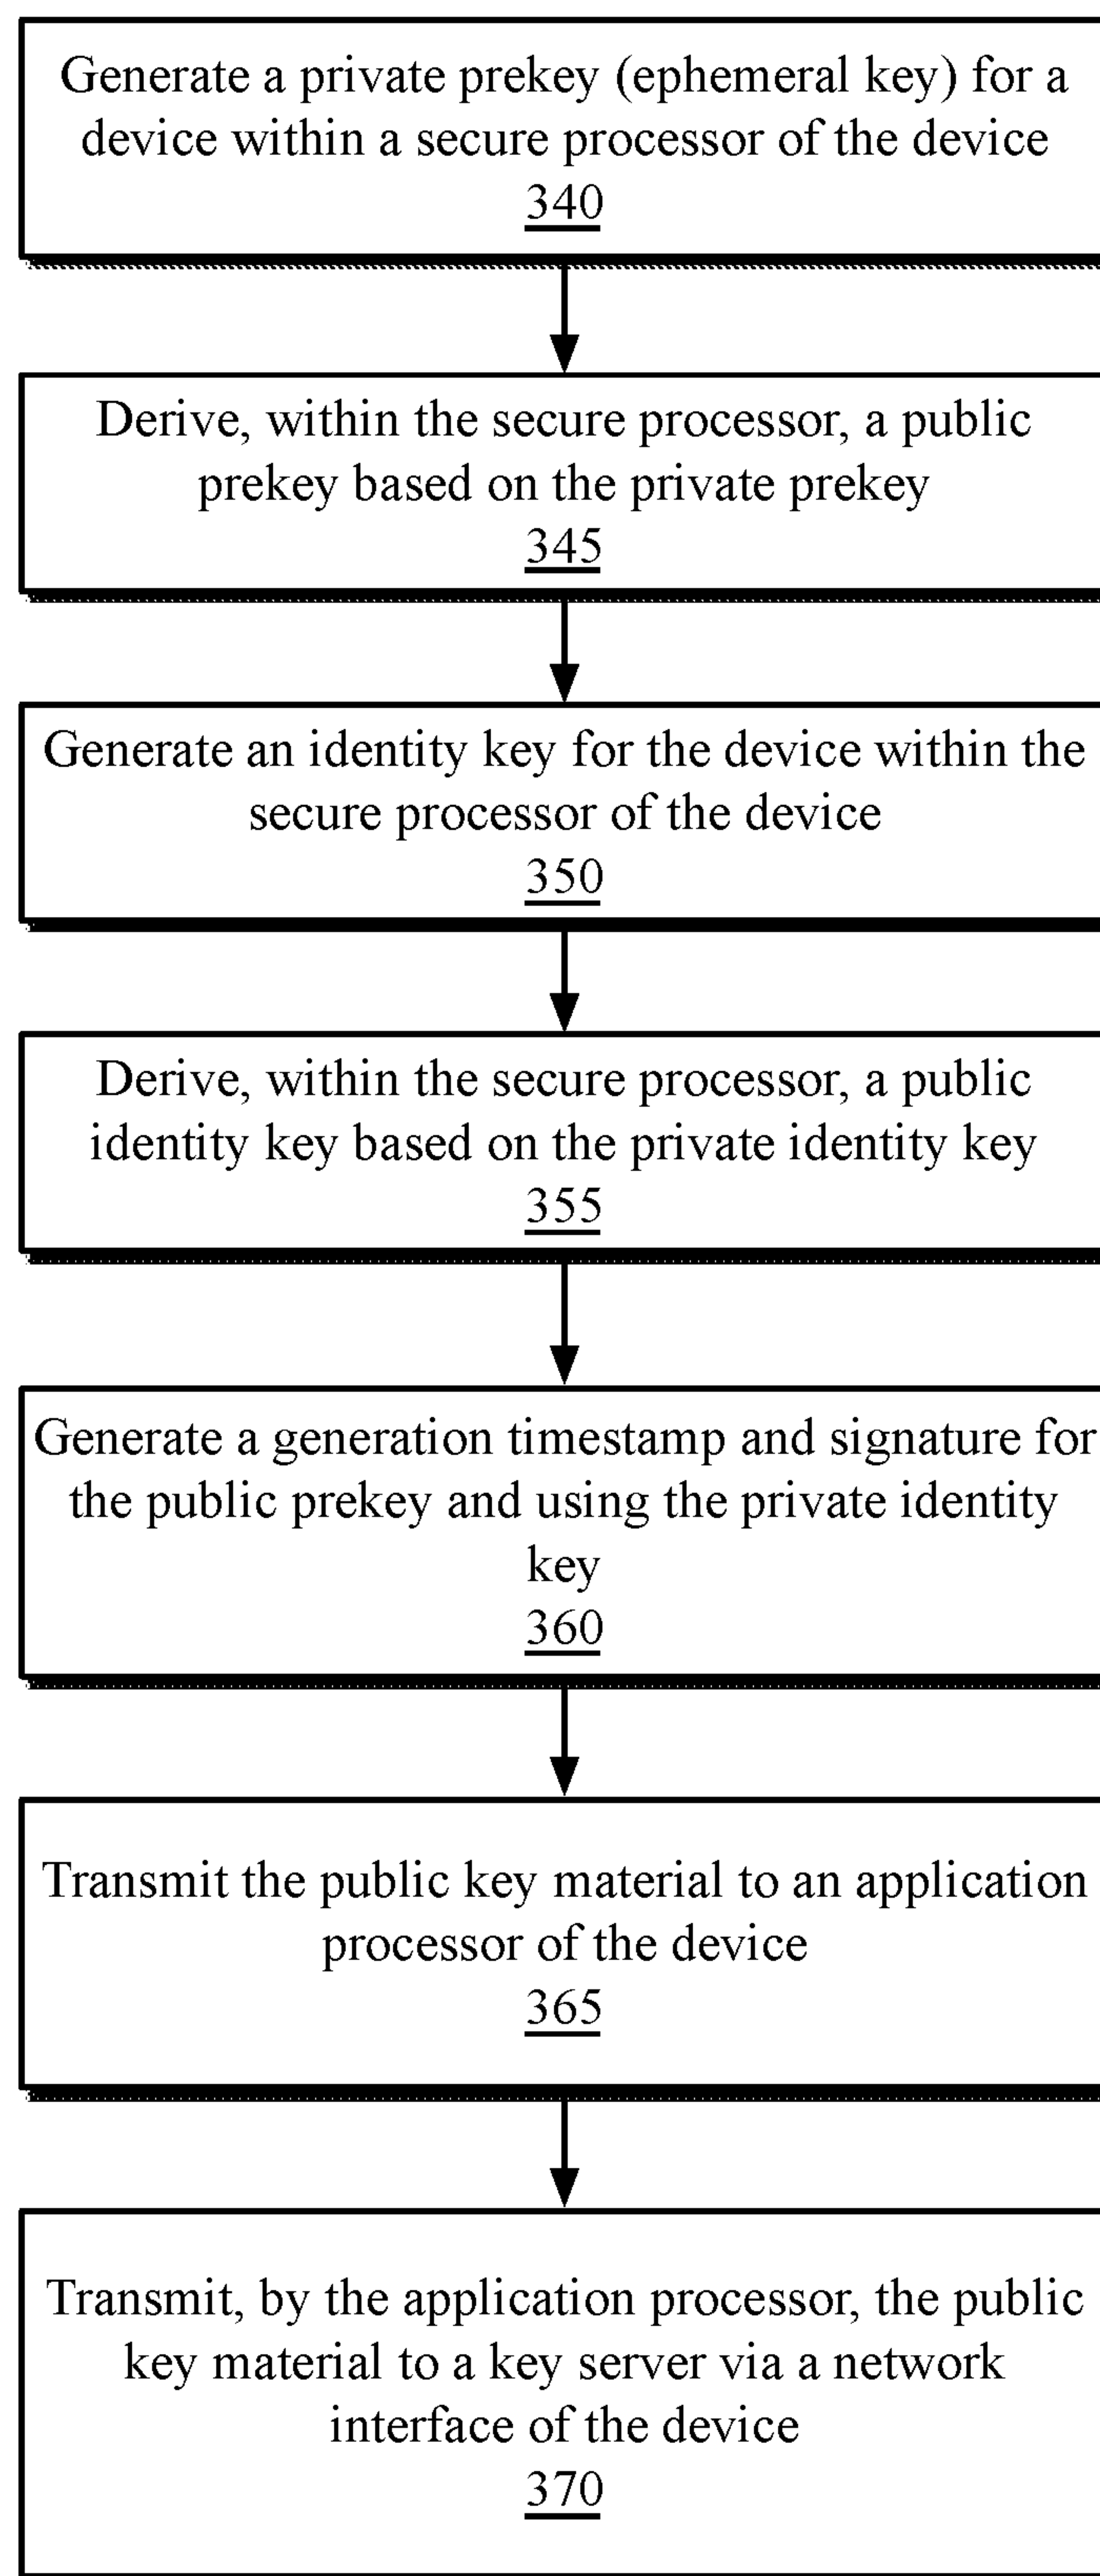 Generate a private prekey (ephemeral key) for a
device within a secure processor of the device
340
Derive, within the secure processor, a public
prekey based on the private prekey
345
Generate an identity key for the device within the
secure processor of the device
350
Derive, within the secure processor, a public
identity key based on the private identity key
355
Generate a generation timestamp and signature for
the public prekey and using the private identity
key
360
Transmit the public key material to an application
processor of the device
365
Transmit, by the application processor, the public
key material to a key server via a network
interface of the device
370